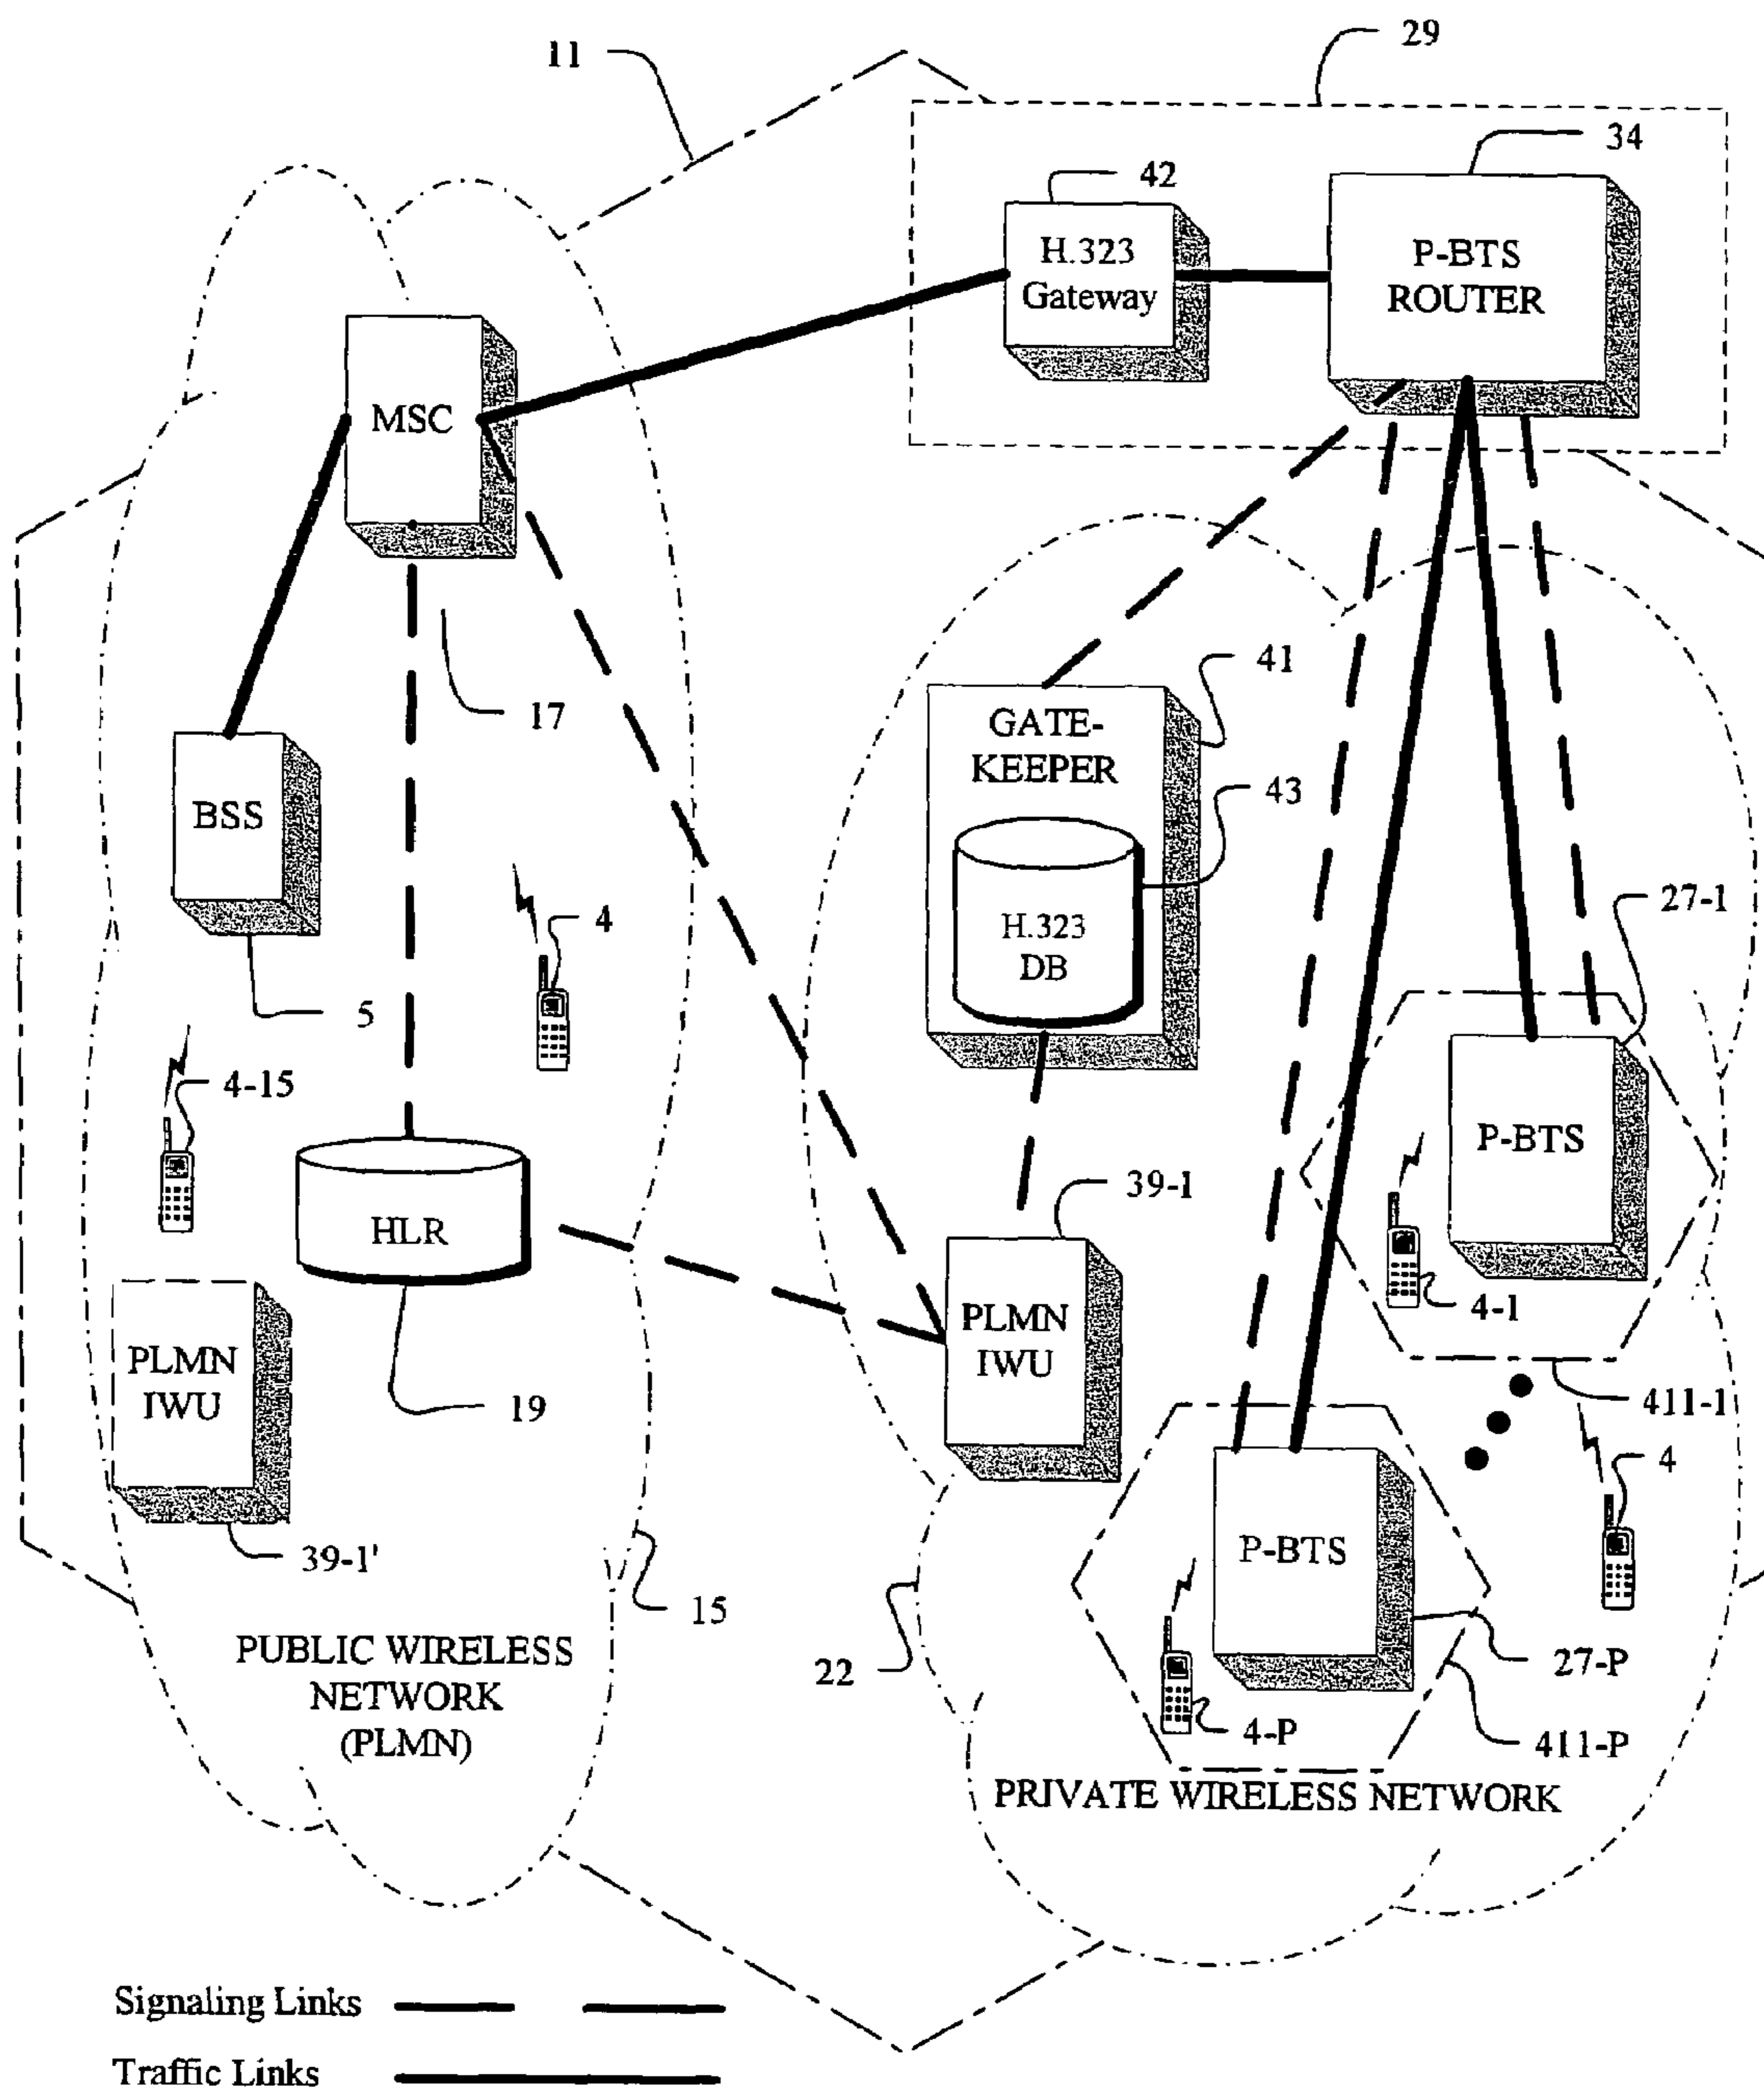 11
29
34
42
H.323
Gateway
P-BTS
ROUTER
MSC
17
41
GATE-
KEEPER
43
BSS
H.323
DB
27-1
4
5
4-15
P-BTS
39-1
HLR
4-1
PLMN
IWU
PLMN
IWU
19
411-1
4
39-1'
P-BTS
15
PUBLIC WIRELESS
NETWORK
(PLMN)
22
27-P
4-P
411-P
PRIVATE WIRELESS NETWORK
Signaling Links
Traffic Links